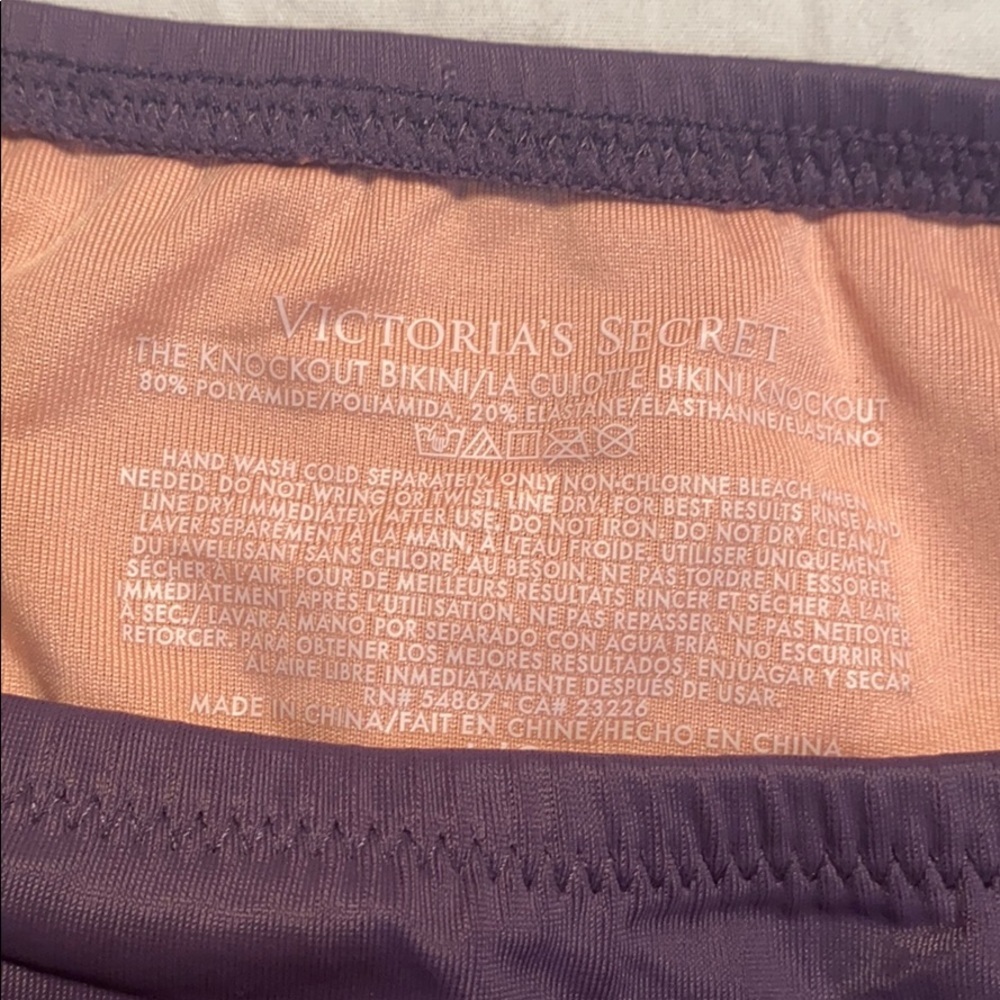 VICTORIA'S SECRET
THE KNOCKOUT BIKINI/LA CULOTTE BIKINI KNOCKOUT
80% POLYAMIDE/POLIAMIDA, 20% ELASTANE/ÉLASTHANNE/ELASTANO
HAND WASH COLD SEPARATELY. ONLY NON-CHLORINE BLEACH WHEN
NEEDED. DO NOT WRING OR TWIST. LINE DRY. FOR BEST RESULTS, RINSE AND
LINE DRY IMMEDIATELY AFTER USE. DO NOT IRON. DO NOT DRY CLEAN./
LAVER SÉPARÉMENT À LA MAIN, À L'EAU FROIDE. UTILISER UNIQUEMENT
DU JAVELLISANT SANS CHLORE, AU BESOIN. NE PAS TORDRE NI ESSORER.
SÉCHER À L'AIR. POUR DE MEILLEURS RÉSULTATS RINCER ET SÉCHER À L'AIR
IMMÉDIATEMENT APRÈS L'UTILISATION. NE PAS REPASSER. NE PAS NETTOYER
À SEC./ LAVAR A MANO POR SEPARADO CON AGUA FRÍA. NO ESCURRIR NI
RETORCER. PARA OBTENER LOS MEJORES RESULTADOS, ENJUAGAR Y SECAR
AL AIRE LIBRE INMEDIATAMENTE DESPUÉS DE USAR.
RN# 54867 - CA# 23226
MADE IN CHINA/FAIT EN CHINE/HECHO EN CHINA